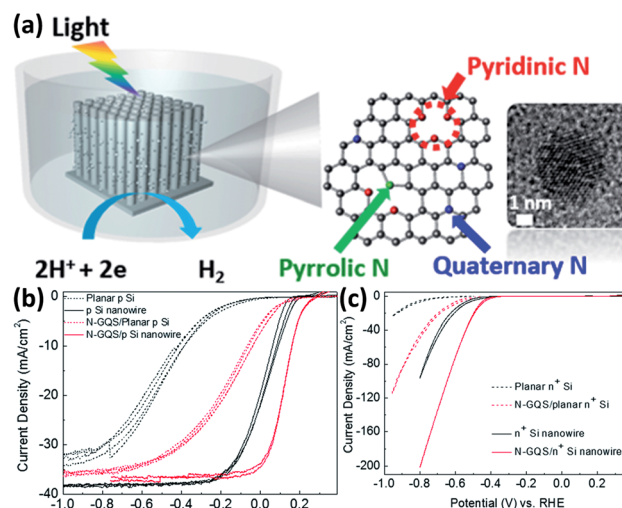 (a)
Light
2H⁺ + 2e
H₂
Pyridinic N
Pyrrolic N
Quaternary N
1 nm
(b)
Planar p Si
p Si nanowire
N-GQS/Planar p Si
N-GQS/p Si nanowire
Current Density (mA/cm²)
0
-10
-20
-30
-40
-1.0
-0.8
-0.6
-0.4
-0.2
0.0
0.2
(c)
Planar n⁺ Si
N-GQS/planar n⁺ Si
n⁺ Si nanowire
N-GQS/n⁺ Si nanowire
Current Density (mA/cm²)
0
-40
-80
-120
-160
-200
-1.0
-0.8
-0.6
-0.4
-0.2
0.0
0.2
Potential (V) vs. RHE